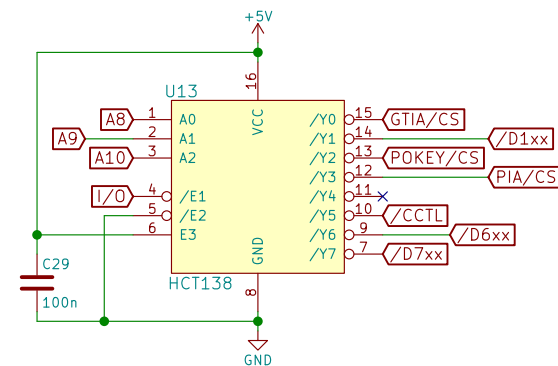 +5V
U13
16
VCC
A8 1 A0 /Y0 15 GTIA/CS
A9 2 A1 /Y1 14 /D1xx
A10 3 A2 /Y2 13 POKEY/CS
/Y3 12 PIA/CS
I/O 4 /E1 /Y4 11
5 /E2 /Y5 10 /CCTL
6 E3 /Y6 9 /D6xx
GND /Y7 7 /D7xx
C29
HCT138 8
100n
GND